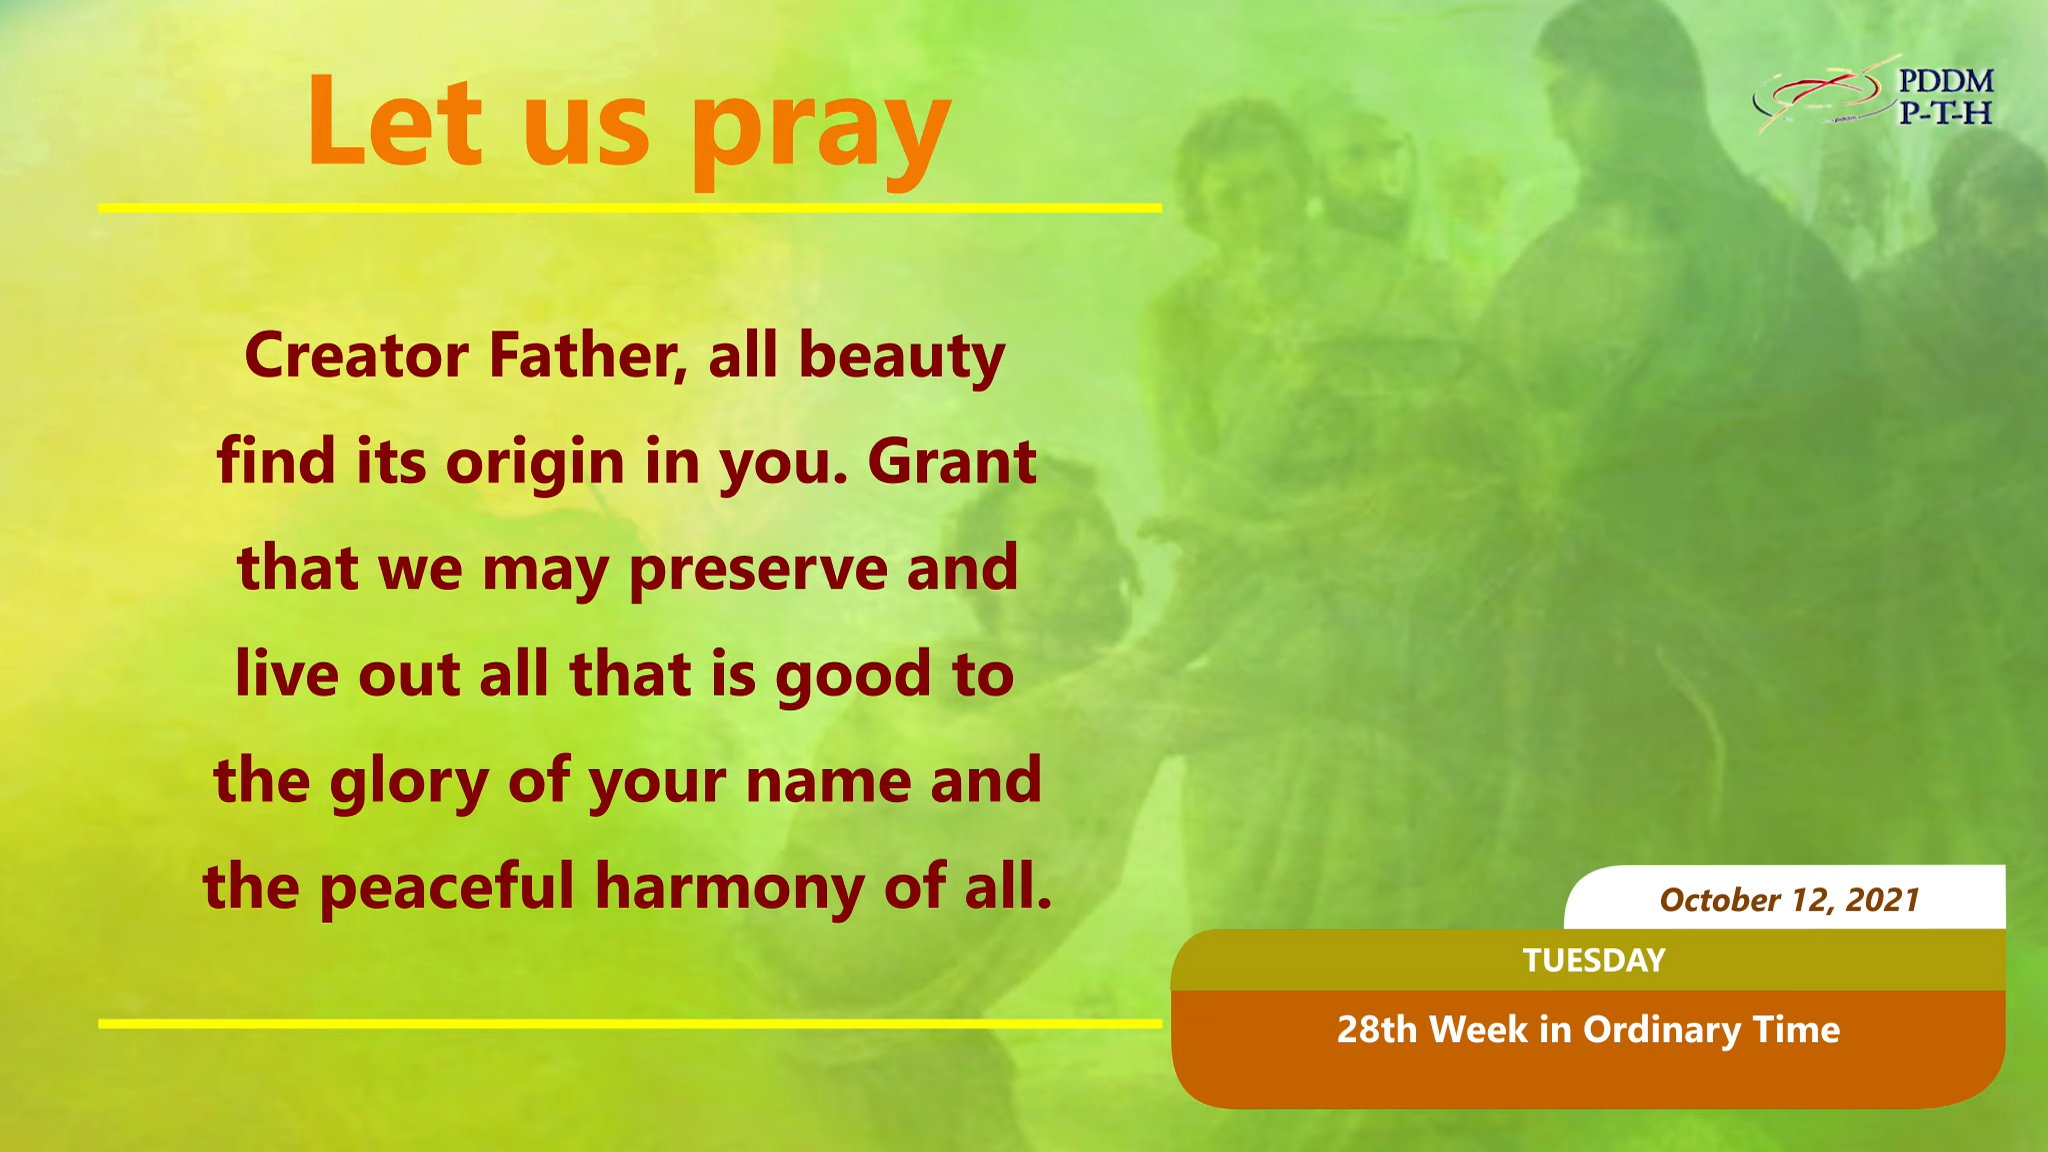 Let us pray
PDDM
P-T-H
Creator Father, all beauty
find its origin in you. Grant
that we may preserve and
live out all that is good to
the glory of your name and
the peaceful harmony of all.
October 12, 2021
TUESDAY
28th Week in Ordinary Time